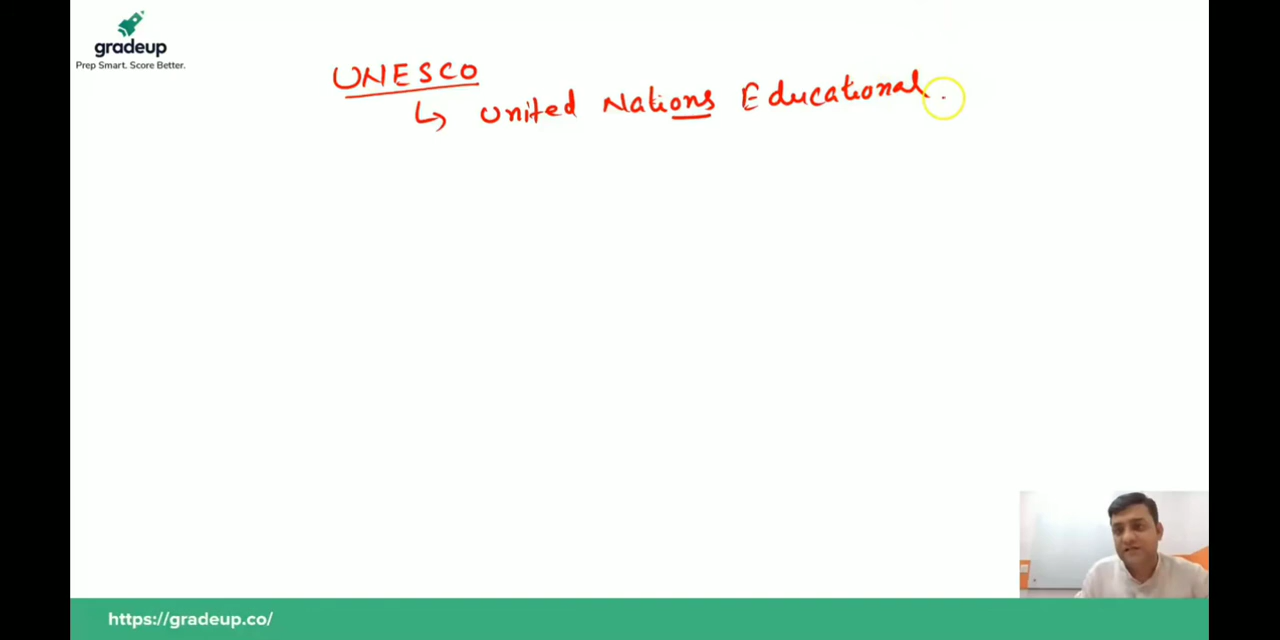 gradeup
Prep Smart. Score Better.
UNESCO
↳ United Nations Educational
https://gradeup.co/